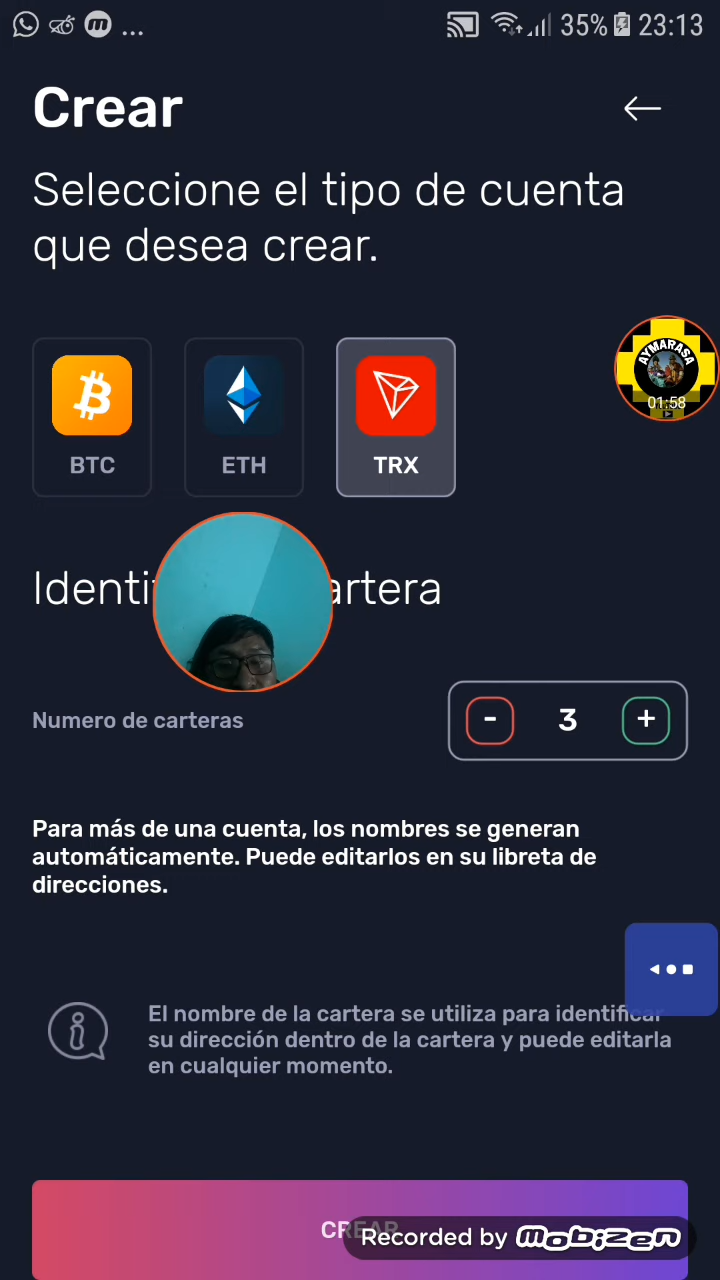 ... 35% 23:13
Crear
Seleccione el tipo de cuenta
que desea crear.
AYMARASA
01:58
BTC ETH TRX
Identi artera
Numero de carteras - 3 +
Para más de una cuenta, los nombres se generan
automáticamente. Puede editarlos en su libreta de
direcciones.
El nombre de la cartera se utiliza para identificar
su dirección dentro de la cartera y puede editarla
en cualquier momento.
CREAR
Recorded by mobizen